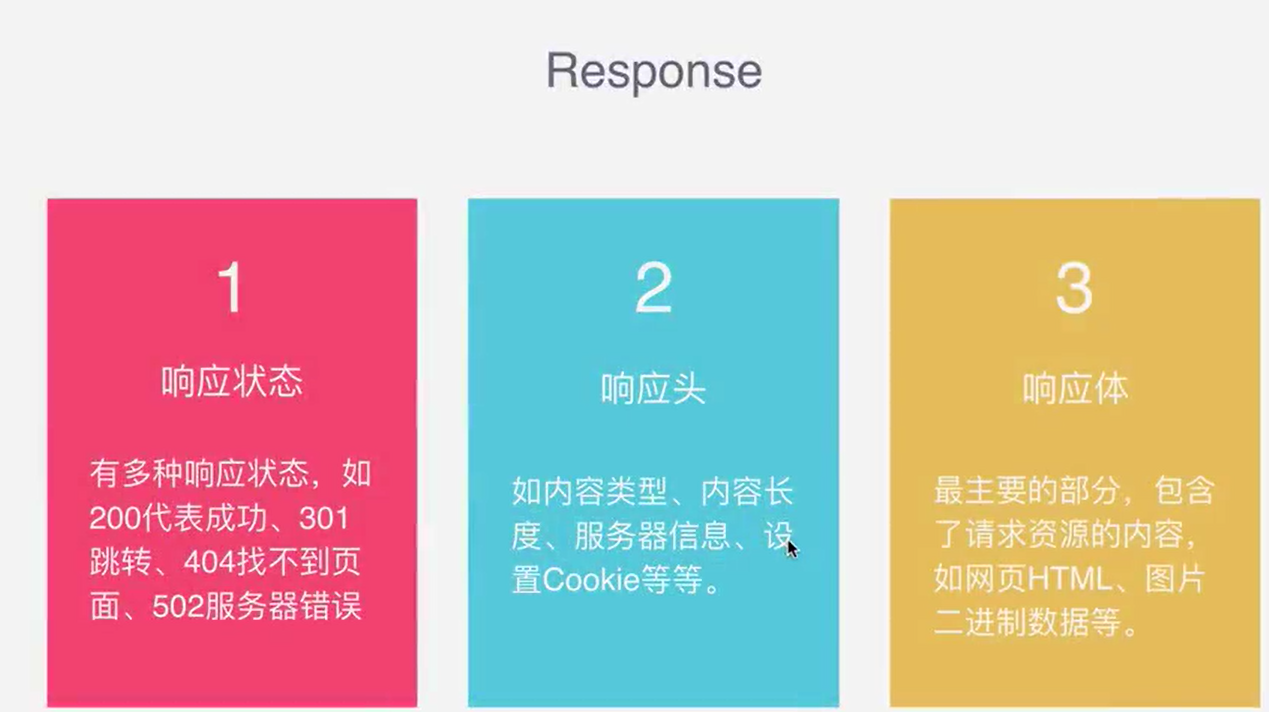 Response
1
响应状态
有多种响应状态，如
200代表成功、301
跳转、404找不到页
面、502服务器错误
2
响应头
如内容类型、内容长
度、服务器信息、设
置Cookie等等。
3
响应体
最主要的部分，包含
了请求资源的内容，
如网页HTML、图片
二进制数据等。